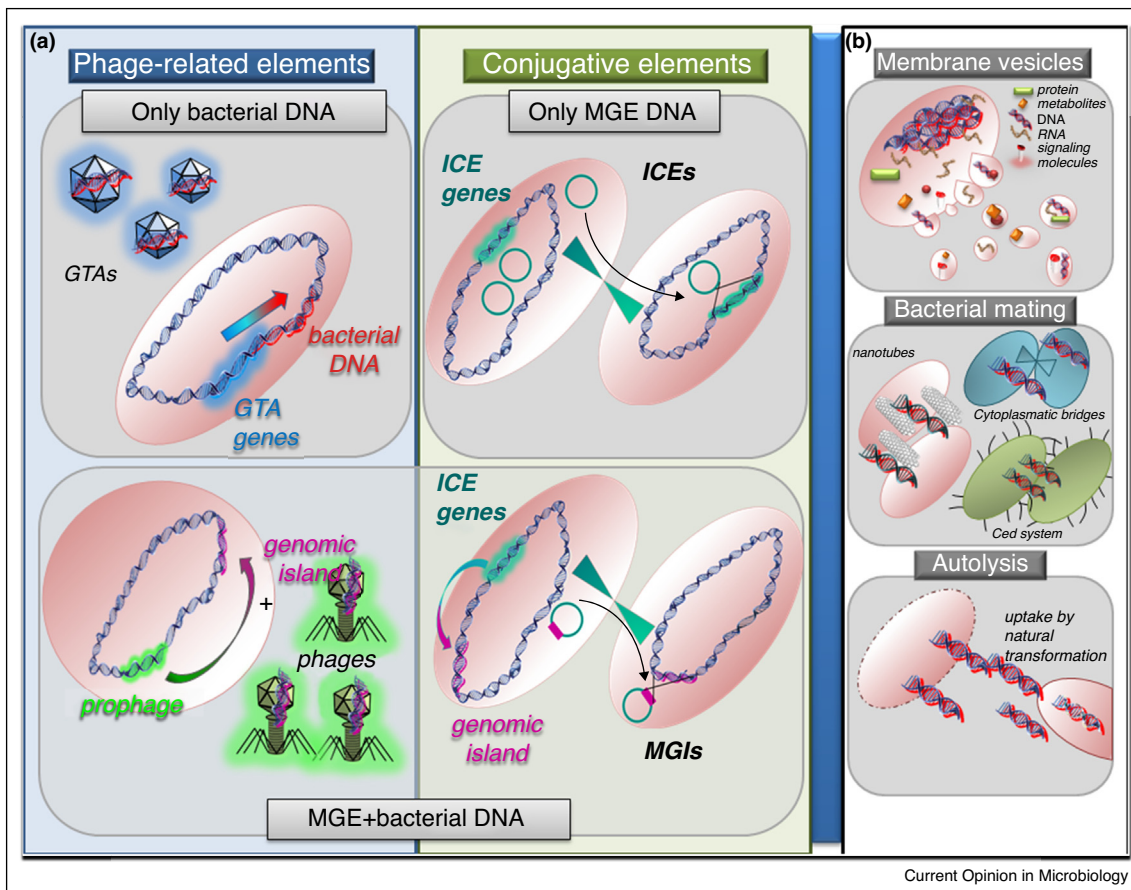 (a)
Phage-related elements
Only bacterial DNA
GTAs
bacterial
DNA
GTA
genes
Conjugative elements
Only MGE DNA
ICE
genes
ICEs
genomic
island
+
phages
prophage
ICE
genes
genomic
island
MGIs
MGE+bacterial DNA
(b)
Membrane vesicles
protein
metabolites
DNA
RNA
signaling
molecules
Bacterial mating
nanotubes
Cytoplasmatic bridges
Ced system
Autolysis
uptake by
natural
transformation
Current Opinion in Microbiology